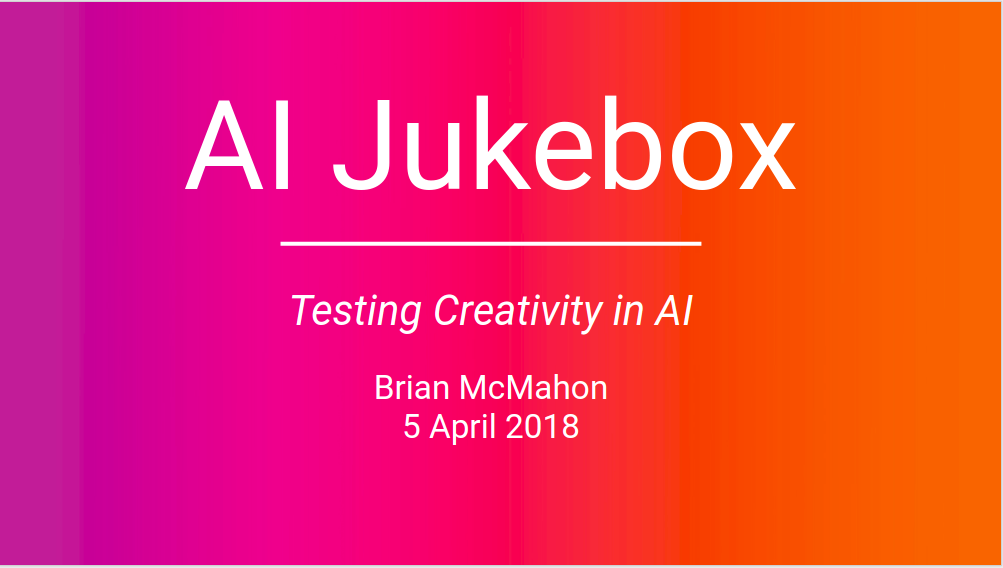 AI Jukebox
Testing Creativity in AI
Brian McMahon
5 April 2018